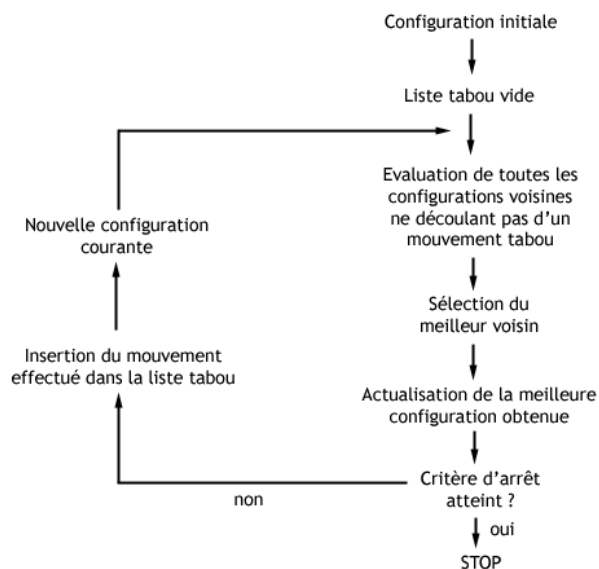 Configuration initiale
Liste tabou vide
Evaluation de toutes les
configurations voisines
ne découlant pas d'un
mouvement tabou
Sélection du
meilleur voisin
Actualisation de la meilleure
configuration obtenue
Critère d'arrêt
atteint ?
oui
STOP
non
Insertion du mouvement
effectué dans la liste tabou
Nouvelle configuration
courante